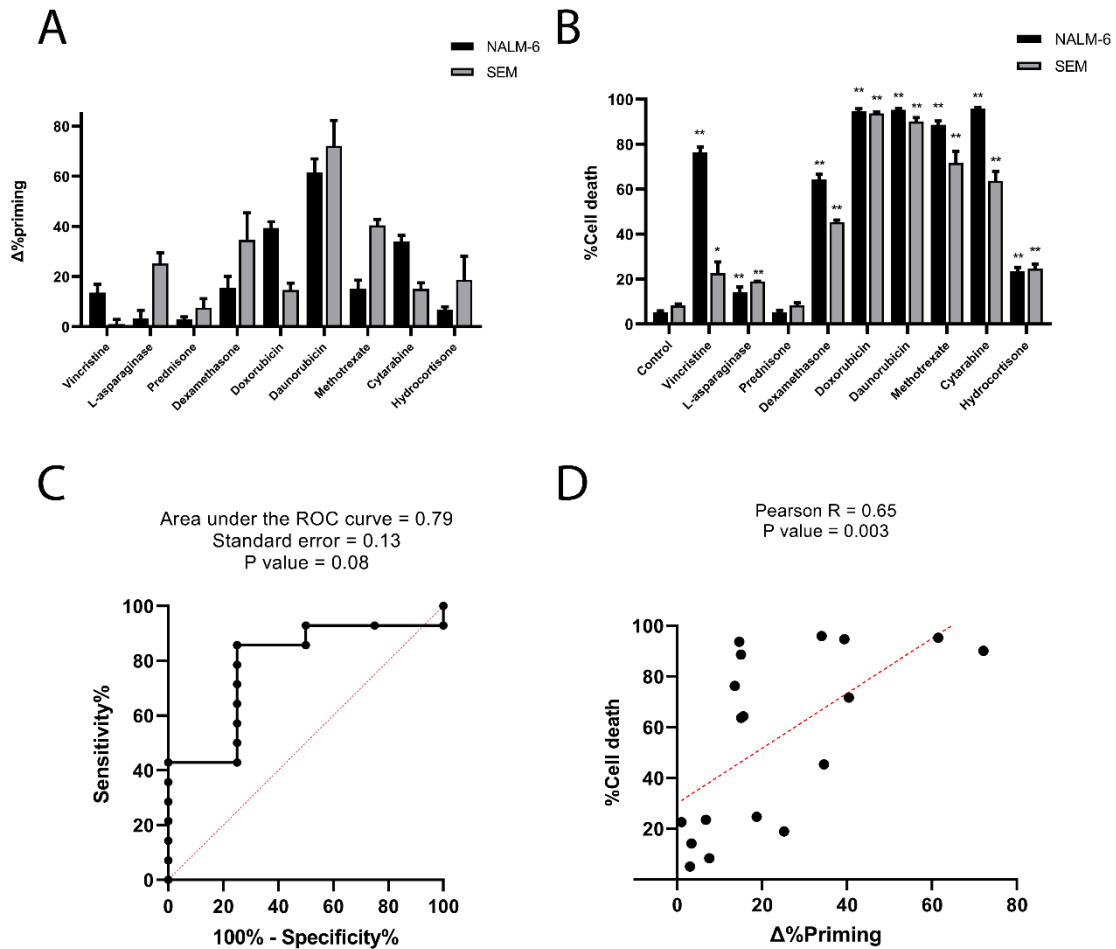 A
NALM-6
SEM
Δ%priming
80
60
40
20
0
Vincristine
L-asparaginase
Prednisone
Dexamethasone
Doxorubicin
Daunorubicin
Methotrexate
Cytarabine
Hydrocortisone
B
NALM-6
SEM
%Cell death
100
80
60
40
20
0
**
*
**
**
**
**
**
**
**
**
**
**
**
**
**
**
Control
Vincristine
L-asparaginase
Prednisone
Dexamethasone
Doxorubicin
Daunorubicin
Methotrexate
Cytarabine
Hydrocortisone
C
Area under the ROC curve = 0.79
Standard error = 0.13
P value = 0.08
Sensitivity%
100
80
60
40
20
0
0 20 40 60 80 100
100% - Specificity%
D
Pearson R = 0.65
P value = 0.003
%Cell death
100
80
60
40
20
0 20 40 60 80
Δ%Priming